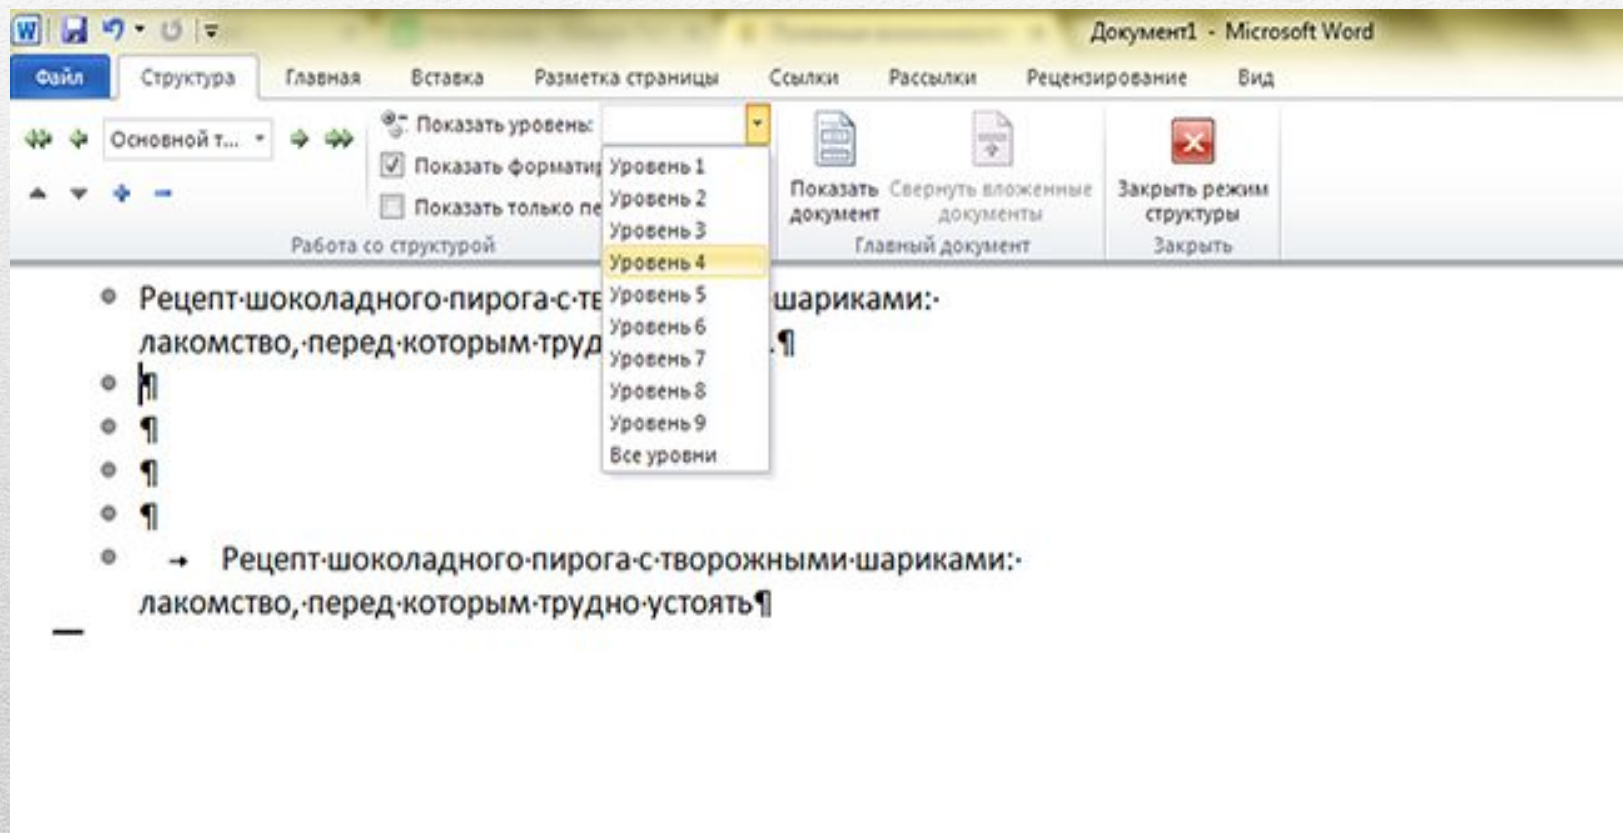 Документ1 - Microsoft Word
Файл Структура Главная Вставка Разметка страницы Ссылки Рассылки Рецензирование Вид
Основной т... Показать уровень:
Показать формати
Показать только пе
Уровень 1
Уровень 2
Уровень 3
Уровень 4
Уровень 5
Уровень 6
Уровень 7
Уровень 8
Уровень 9
Все уровни
Показать документ
Свернуть вложенные документы
Закрыть режим структуры
Работа со структурой Главный документ Закрыть
Рецепт·шоколадного·пирога·с· шариками:·
лакомство,·перед·которым· .¶
¶
¶
¶
¶
→ Рецепт·шоколадного·пирога·с·творожными·шариками:·
лакомство,·перед·которым·трудно·устоять¶